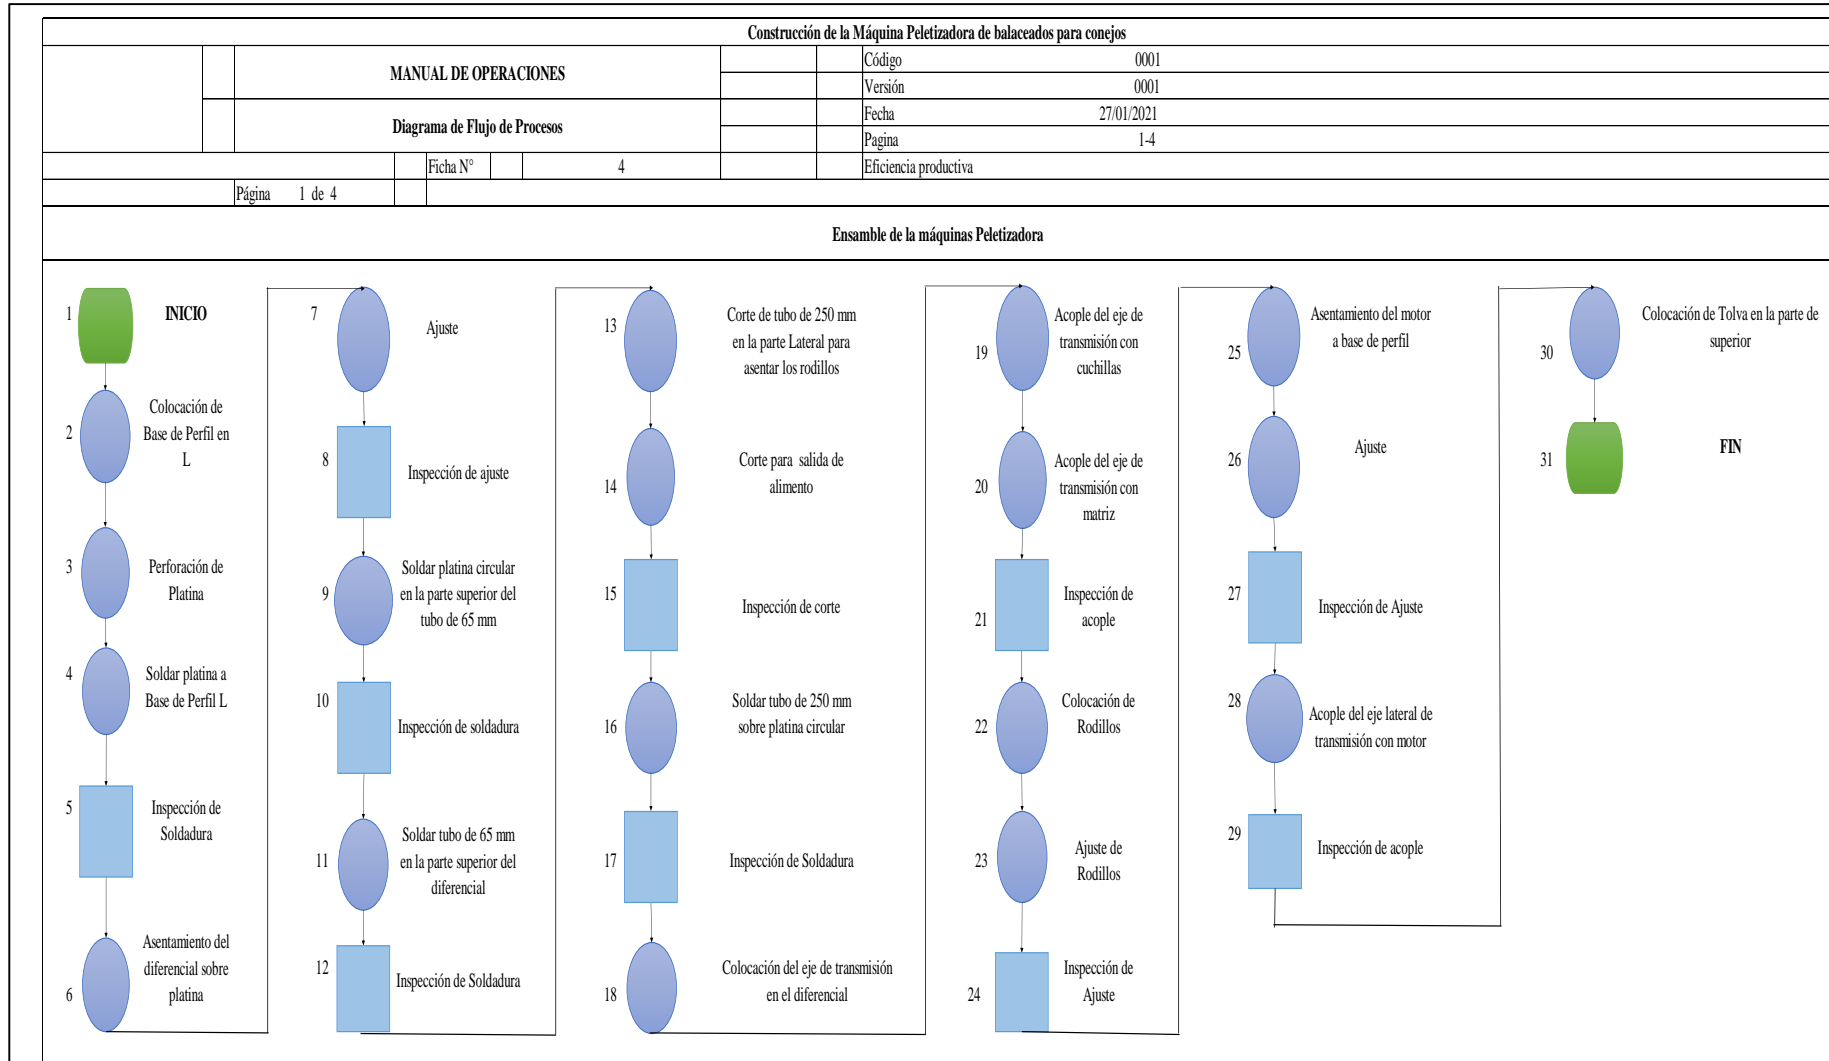 Construcción de la Máquina Peletizadora de balaceados para conejos
MANUAL DE OPERACIONES
Código 0001
Versión 0001
Diagrama de Flujo de Procesos
Fecha 27/01/2021
Pagina 1-4
Ficha N° 4
Eficiencia productiva
Página 1 de 4
Ensamble de la máquinas Peletizadora
1 INICIO
2 Colocación de
Base de Perfil en
L
3 Perforación de
Platina
4 Soldar platina a
Base de Perfil L
5 Inspección de
Soldadura
6 Asentamiento del
diferencial sobre
platina
7 Ajuste
8 Inspección de ajuste
9 Soldar platina circular
en la parte superior del
tubo de 65 mm
10 Inspección de soldadura
11 Soldar tubo de 65 mm
en la parte superior del
diferencial
12 Inspección de Soldadura
13 Corte de tubo de 250 mm
en la parte Lateral para
asentar los rodillos
14 Corte para salida de
alimento
15 Inspección de corte
16 Soldar tubo de 250 mm
sobre platina circular
17 Inspección de Soldadura
18 Colocación del eje de transmisión
en el diferencial
19 Acople del eje de
transmisión con
cuchillas
20 Acople del eje de
transmisión con
matriz
21 Inspección de
acople
22 Colocación de
Rodillos
23 Ajuste de
Rodillos
24 Inspección de
Ajuste
25 Asentamiento del motor
a base de perfil
26 Ajuste
27 Inspección de Ajuste
28 Acople del eje lateral de
transmisión con motor
29 Inspección de acople
30 Colocación de Tolva en la parte de
superior
31 FIN